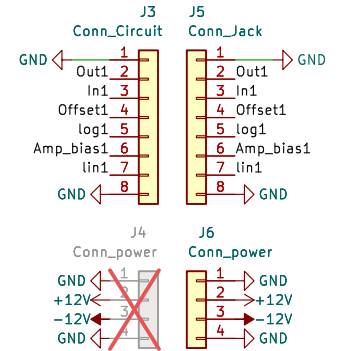 J3
Conn_Circuit
GND 1
Out1 2
In1 3
Offset1 4
log1 5
Amp_bias1 6
lin1 7
GND 8
J5
Conn_Jack
1 GND
2 Out1
3 In1
4 Offset1
5 log1
6 Amp_bias1
7 lin1
8 GND
J4
Conn_power
GND 1
+12V 2
-12V 3
GND 4
J6
Conn_power
1 GND
2 +12V
3 -12V
4 GND